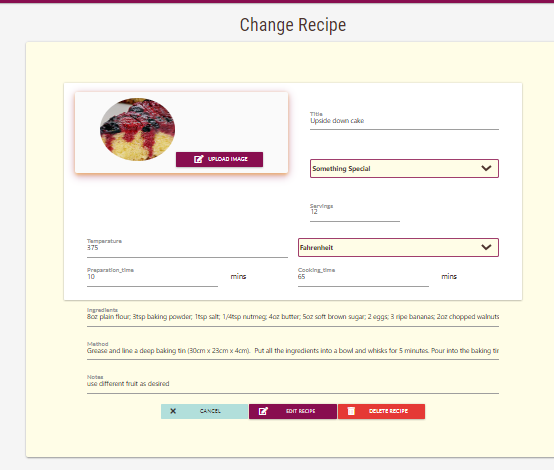 Change Recipe
Title
Upside down cake
UPLOAD IMAGE
Something Special
Servings
12
Temperature
375
Fahrenheit
Preparation_time
10
mins
Cooking_time
65
mins
Ingredients
8oz plain flour; 3tsp baking powder; 1tsp salt; 1/4tsp nutmeg; 4oz butter; 5oz soft brown sugar; 2 eggs; 3 ripe bananas; 2oz chopped walnuts
Method
Grease and line a deep baking tin (30cm x 23cm x 4cm). Put all the ingredients into a bowl and whisks for 5 minutes. Pour into the baking tin
Notes
use different fruit as desired
CANCEL
EDIT RECIPE
DELETE RECIPE